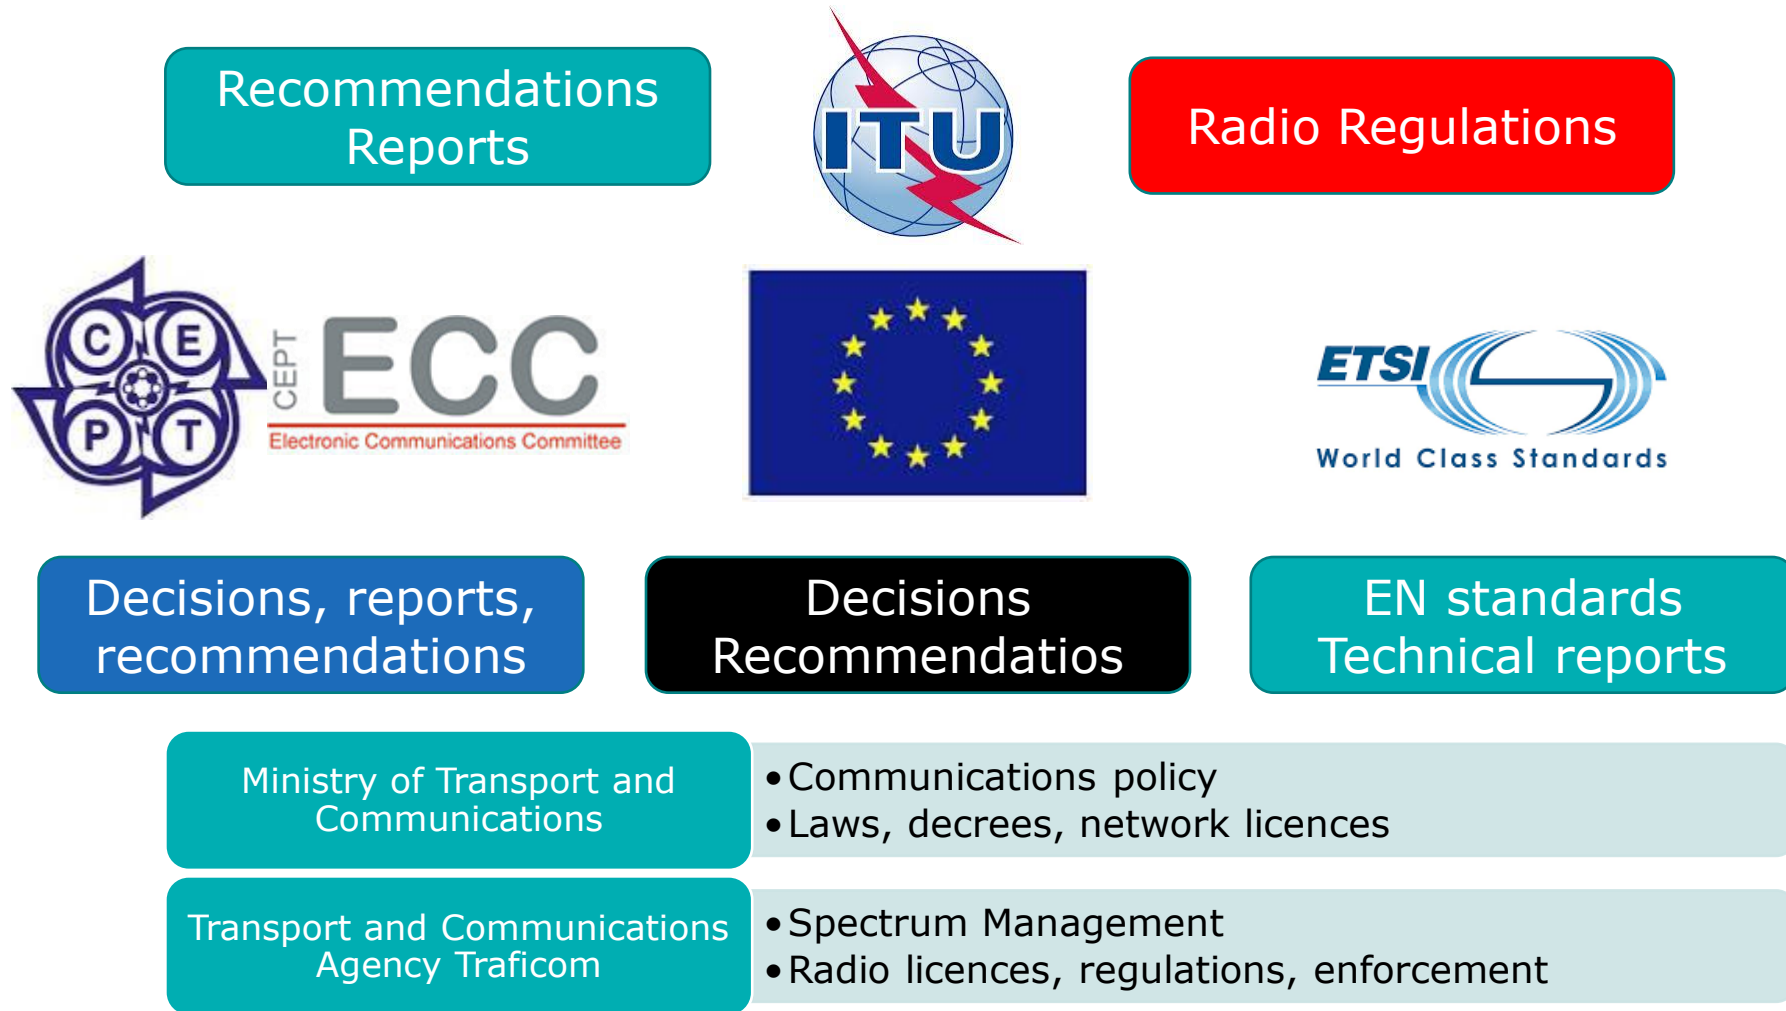 Recommendations
Reports
ITU
Radio Regulations
C E
P T
CEPT
ECC
Electronic Communications Committee
ETSI
World Class Standards
Decisions, reports,
recommendations
Decisions
Recommendatios
EN standards
Technical reports
Ministry of Transport and
Communications
•Communications policy
•Laws, decrees, network licences
Transport and Communications
Agency Traficom
•Spectrum Management
•Radio licences, regulations, enforcement